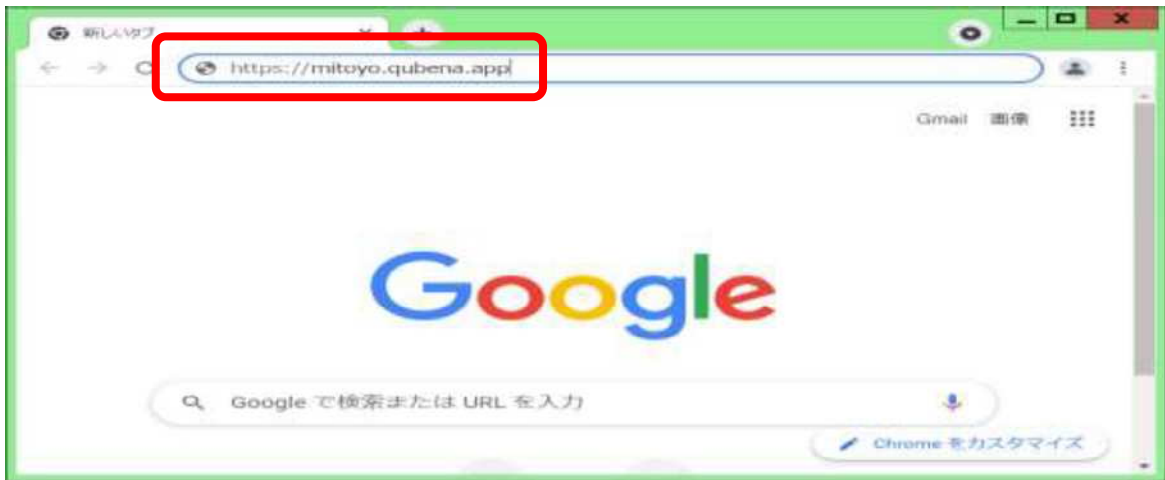 新しいタブ
https://mitoyo.qubena.app
Gmail 画像
Google
Google で検索または URL を入力
Chrome をカスタマイズ